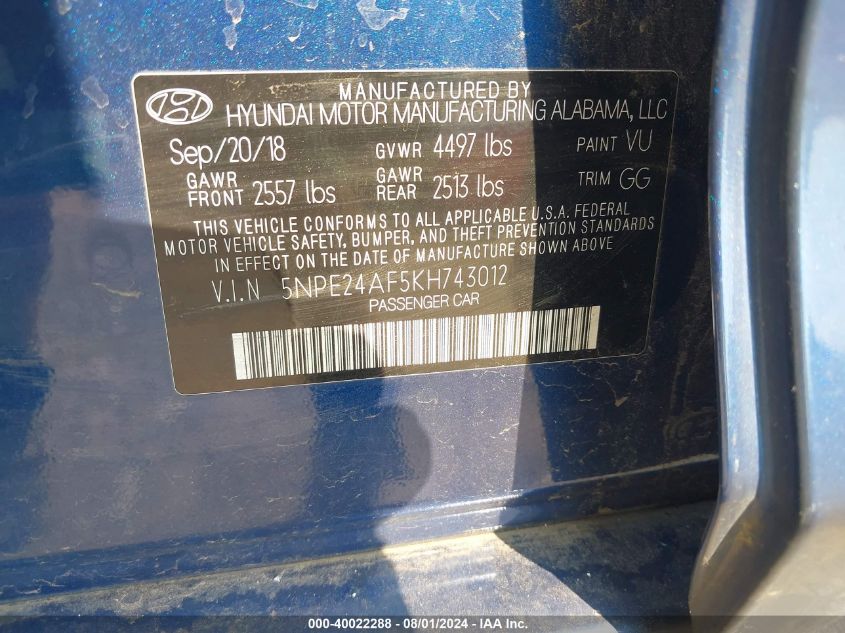 MANUFACTURED BY
HYUNDAI MOTOR MANUFACTURING ALABAMA, LLC
Sep/20/18 GVWR 4497 lbs PAINT VU
GAWR FRONT 2557 lbs GAWR REAR 2513 lbs TRIM GG
THIS VEHICLE CONFORMS TO ALL APPLICABLE U.S.A. FEDERAL
MOTOR VEHICLE SAFETY, BUMPER, AND THEFT PREVENTION STANDARDS
IN EFFECT ON THE DATE OF MANUFACTURE SHOWN ABOVE
V.I.N 5NPE24AF5KH743012
PASSENGER CAR
000-40022288 - 08/01/2024 - IAA Inc.